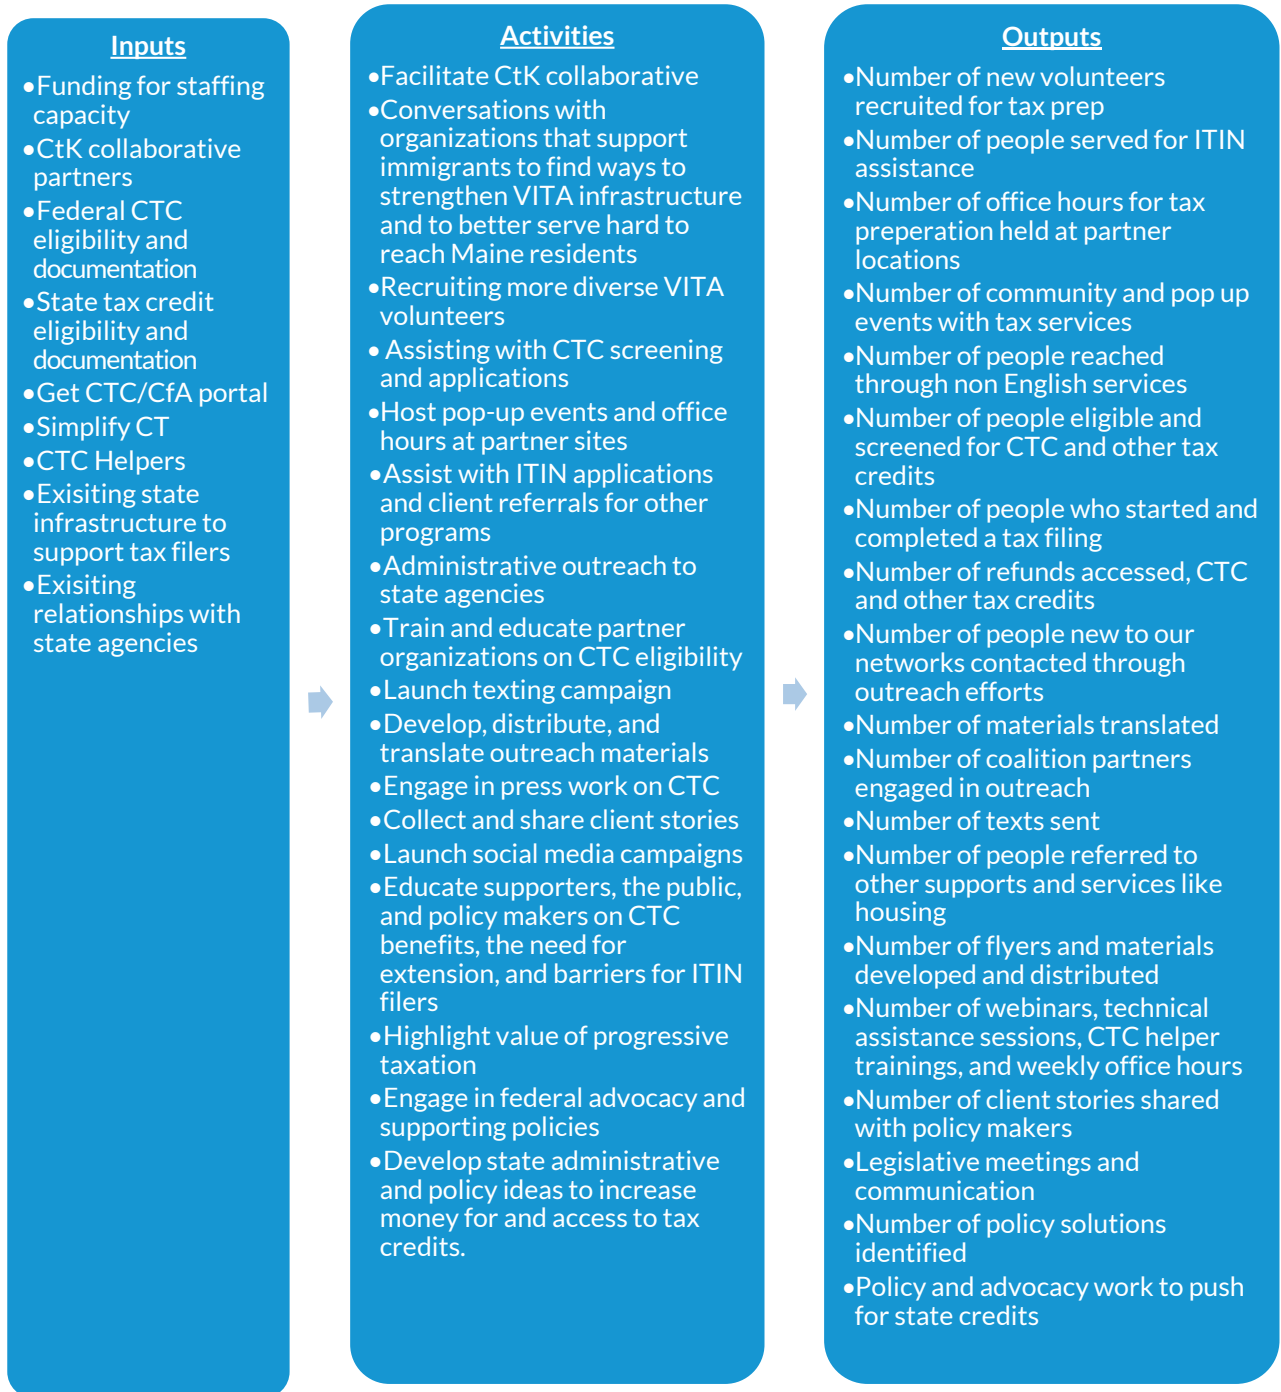 Inputs
•Funding for staffing
capacity
•CtK collaborative
partners
•Federal CTC
eligibility and
documentation
•State tax credit
eligibility and
documentation
•Get CTC/CfA portal
•Simplify CT
•CTC Helpers
•Exisiting state
infrastructure to
support tax filers
•Exisiting
relationships with
state agencies
Activities
•Facilitate CtK collaborative
•Conversations with
organizations that support
immigrants to find ways to
strengthen VITA infrastructure
and to better serve hard to
reach Maine residents
•Recruiting more diverse VITA
volunteers
• Assisting with CTC screening
and applications
•Host pop-up events and office
hours at partner sites
•Assist with ITIN applications
and client referrals for other
programs
•Administrative outreach to
state agencies
•Train and educate partner
organizations on CTC eligibility
•Launch texting campaign
•Develop, distribute, and
translate outreach materials
•Engage in press work on CTC
•Collect and share client stories
•Launch social media campaigns
•Educate supporters, the public,
and policy makers on CTC
benefits, the need for
extension, and barriers for ITIN
filers
•Highlight value of progressive
taxation
•Engage in federal advocacy and
supporting policies
•Develop state administrative
and policy ideas to increase
money for and access to tax
credits.
Outputs
•Number of new volunteers
recruited for tax prep
•Number of people served for ITIN
assistance
•Number of office hours for tax
preperation held at partner
locations
•Number of community and pop up
events with tax services
•Number of people reached
through non English services
•Number of people eligible and
screened for CTC and other tax
credits
•Number of people who started and
completed a tax filing
•Number of refunds accessed, CTC
and other tax credits
•Number of people new to our
networks contacted through
outreach efforts
•Number of materials translated
•Number of coalition partners
engaged in outreach
•Number of texts sent
•Number of people referred to
other supports and services like
housing
•Number of flyers and materials
developed and distributed
•Number of webinars, technical
assistance sessions, CTC helper
trainings, and weekly office hours
•Number of client stories shared
with policy makers
•Legislative meetings and
communication
•Number of policy solutions
identified
•Policy and advocacy work to push
for state credits